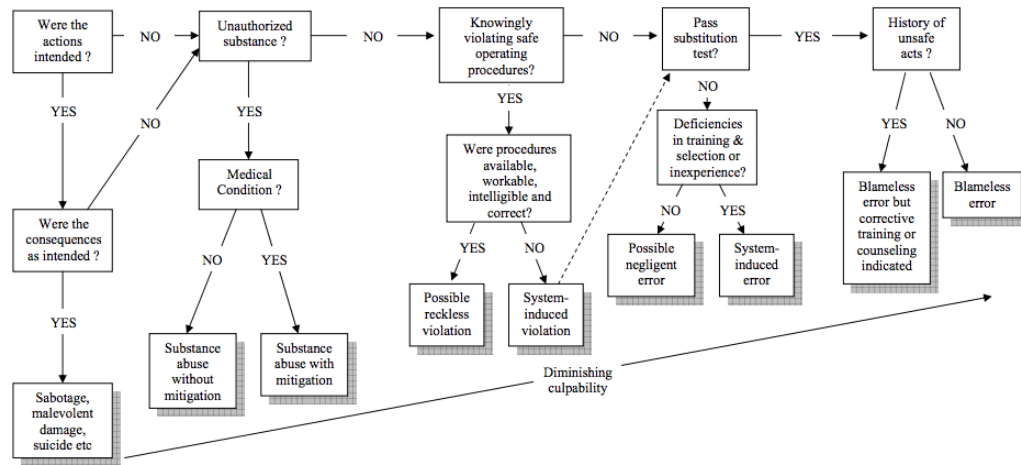 Were the
actions
intended ?
NO
Unauthorized
substance ?
NO
Knowingly
violating safe
operating
procedures?
NO
Pass
substitution
test?
YES
History of
unsafe
acts ?
YES
NO
YES
YES
NO
YES
NO
Were the
consequences
as intended ?
Medical
Condition ?
Were procedures
available,
workable,
intelligible and
correct?
Deficiencies
in training &
selection or
inexperience?
Blameless
error but
corrective
training or
counseling
indicated
Blameless
error
YES
NO
YES
YES
NO
NO
YES
Sabotage,
malevolent
damage,
suicide etc
Substance
abuse
without
mitigation
Substance
abuse with
mitigation
Possible
reckless
violation
System-
induced
violation
Possible
negligent
error
System-
induced
error
Diminishing
culpability